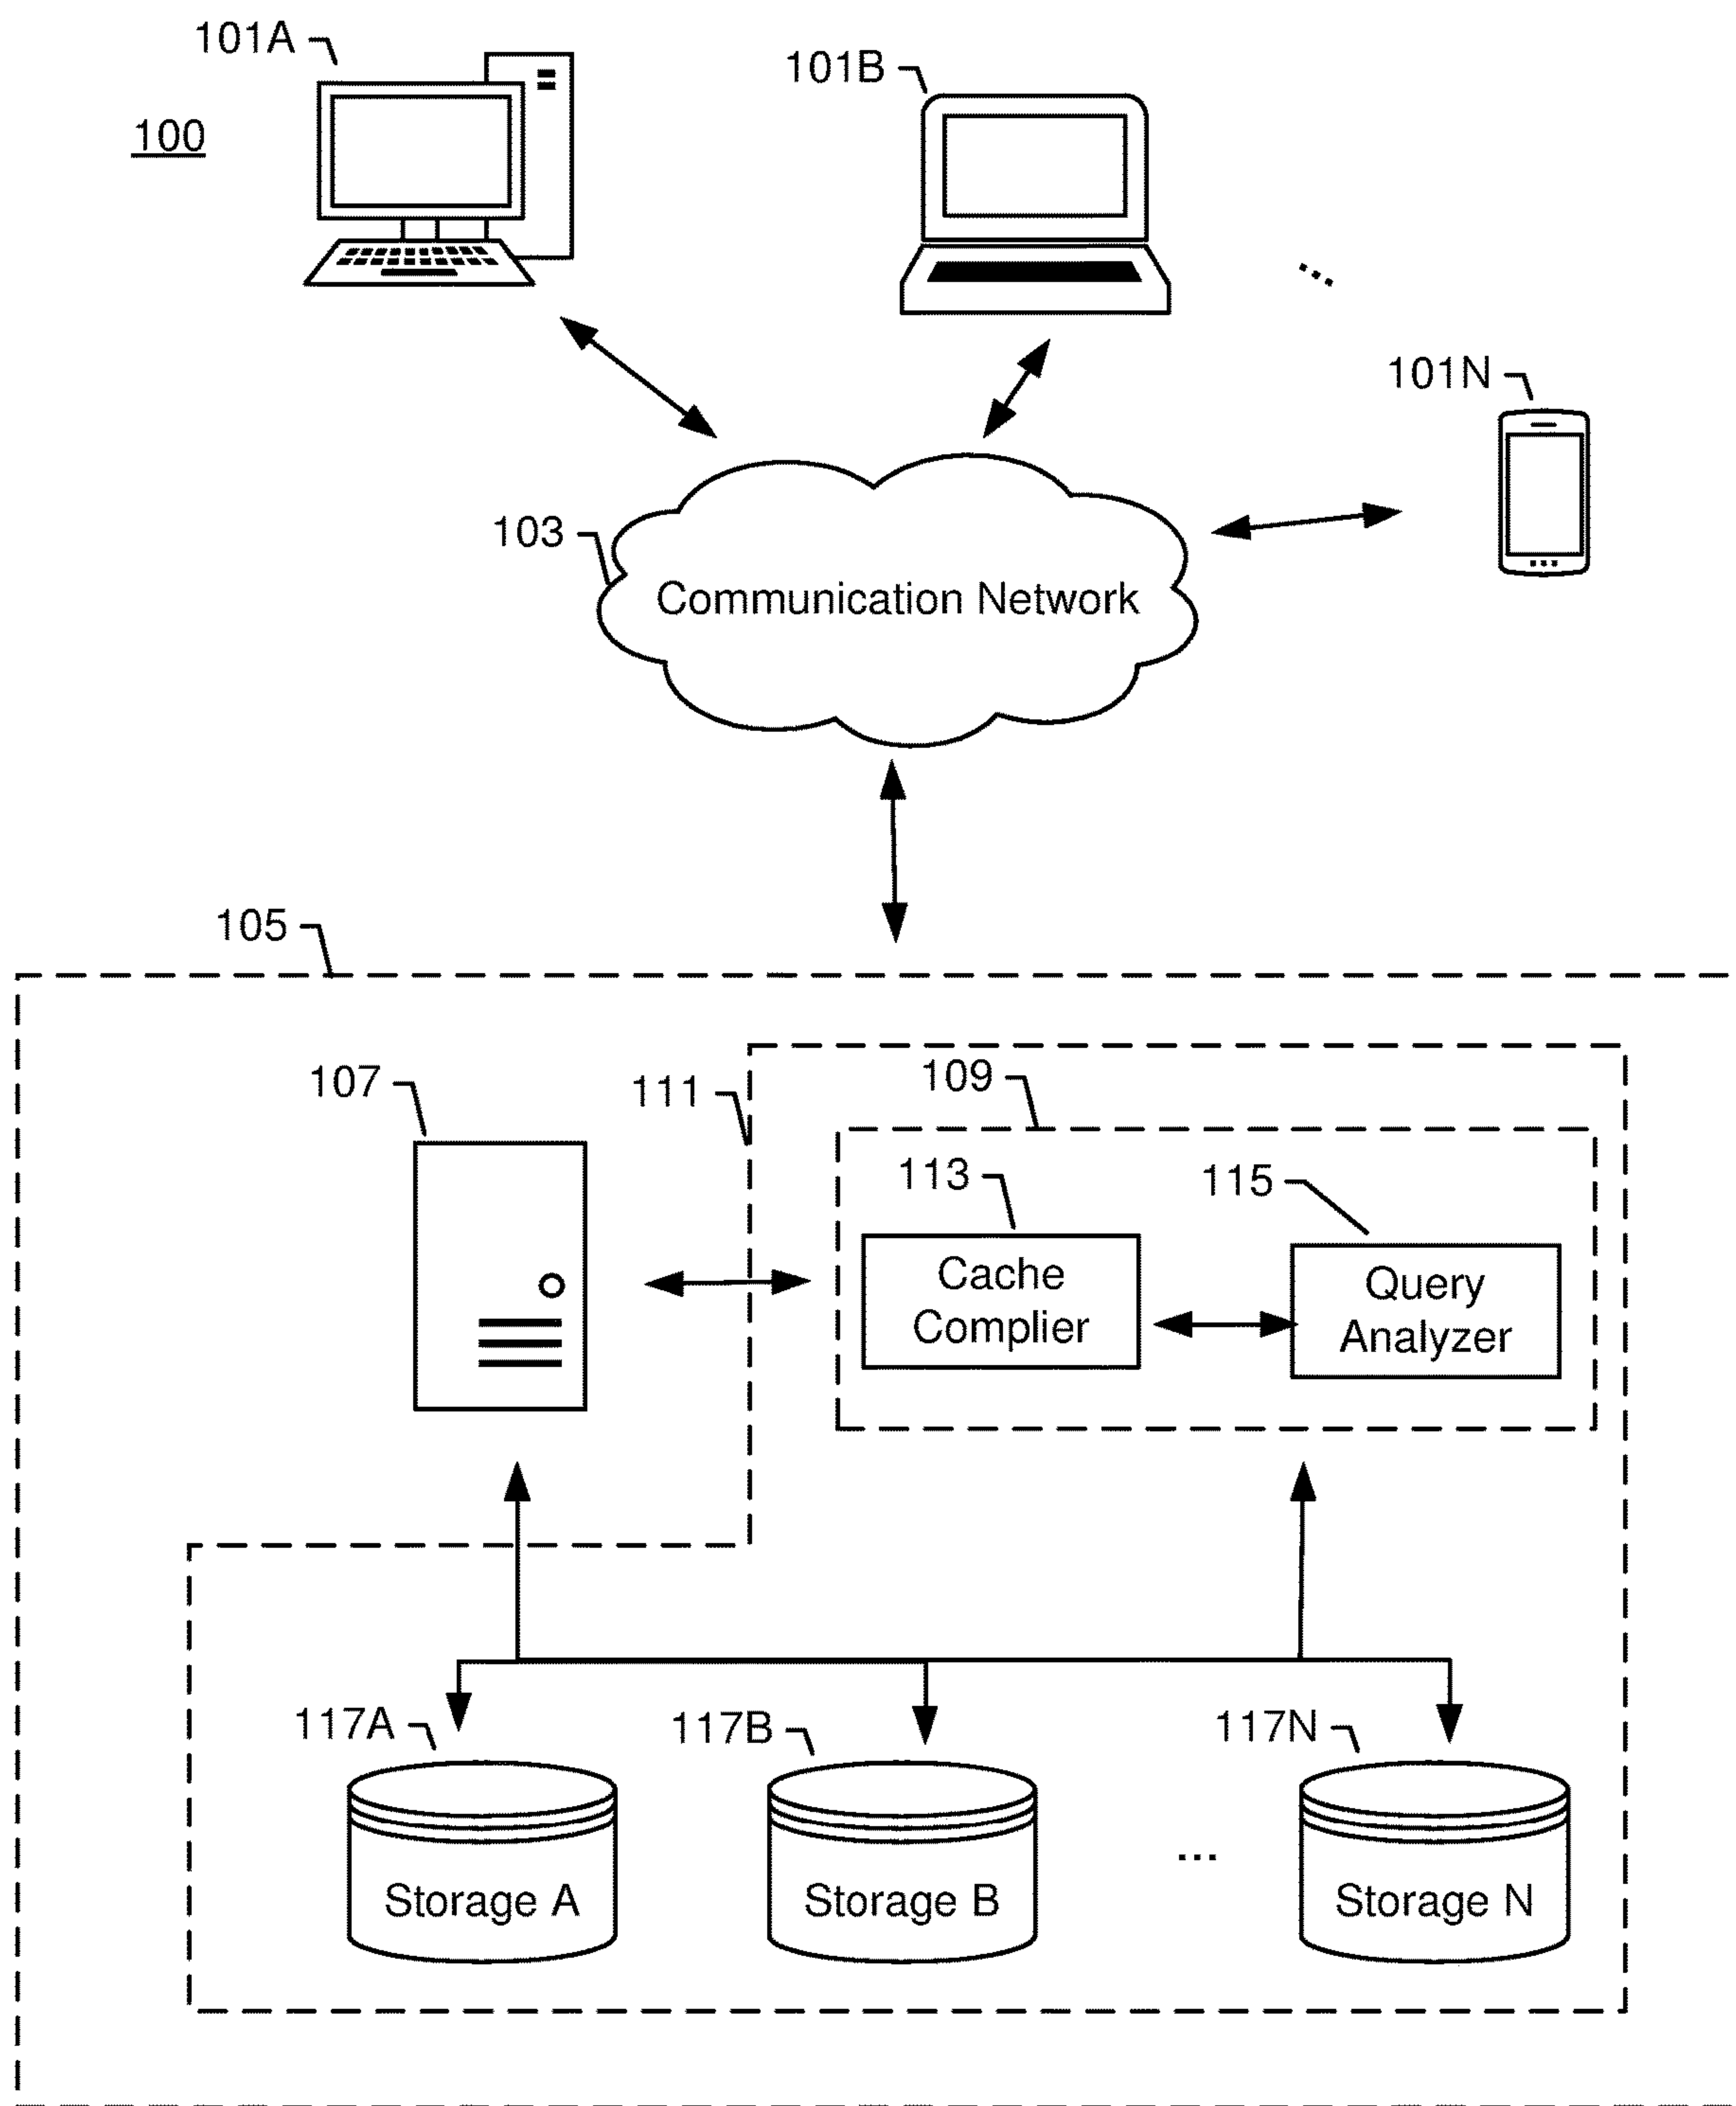 101A
101B
100
101N
103
Communication Network
105
107
111
109
113
115
Cache
Complier
Query
Analyzer
117A
117B
117N
...
Storage A
Storage B
Storage N